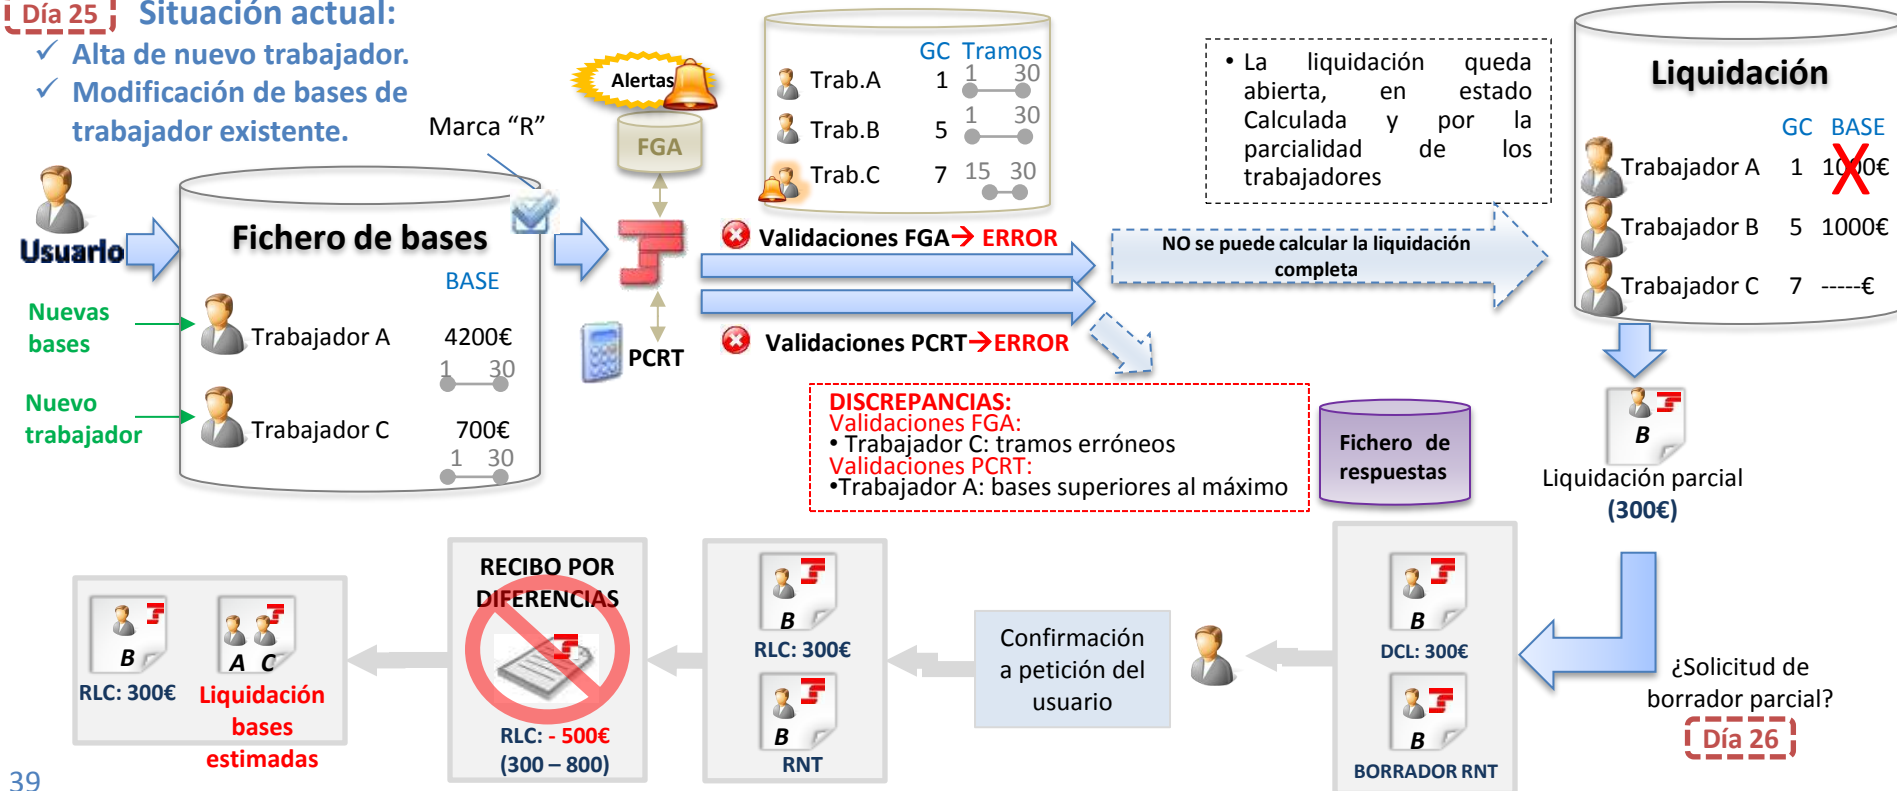 Día 25
Situación actual:
✓ Alta de nuevo trabajador.
✓ Modificación de bases de
trabajador existente.
Marca “R”
Usuario
Fichero de bases
BASE
Nuevas
bases
Trabajador A 4200€
1 30
Nuevo
trabajador
Trabajador C 700€
1 30
Alertas
FGA
PCRT
GC Tramos
Trab.A 1 1 30
Trab.B 5 1 30
Trab.C 7 15 30
Validaciones FGA→ ERROR
Validaciones PCRT→ERROR
NO se puede calcular la liquidación
completa
• La liquidación queda
abierta, en estado
Calculada y por la
parcialidad de los
trabajadores
Liquidación
GC BASE
Trabajador A 1 1000€
X
Trabajador B 5 1000€
Trabajador C 7 -----€
DISCREPANCIAS:
Validaciones FGA:
• Trabajador C: tramos erróneos
Validaciones PCRT:
•Trabajador A: bases superiores al máximo
Fichero de
respuestas
B
Liquidación parcial
(300€)
¿Solicitud de
borrador parcial?
Día 26
B
DCL: 300€
B
BORRADOR RNT
Confirmación
a petición del
usuario
B
RLC: 300€
B
RNT
RECIBO POR
DIFERENCIAS
RLC: - 500€
(300 – 800)
B
RLC: 300€
A C
Liquidación
bases
estimadas
39